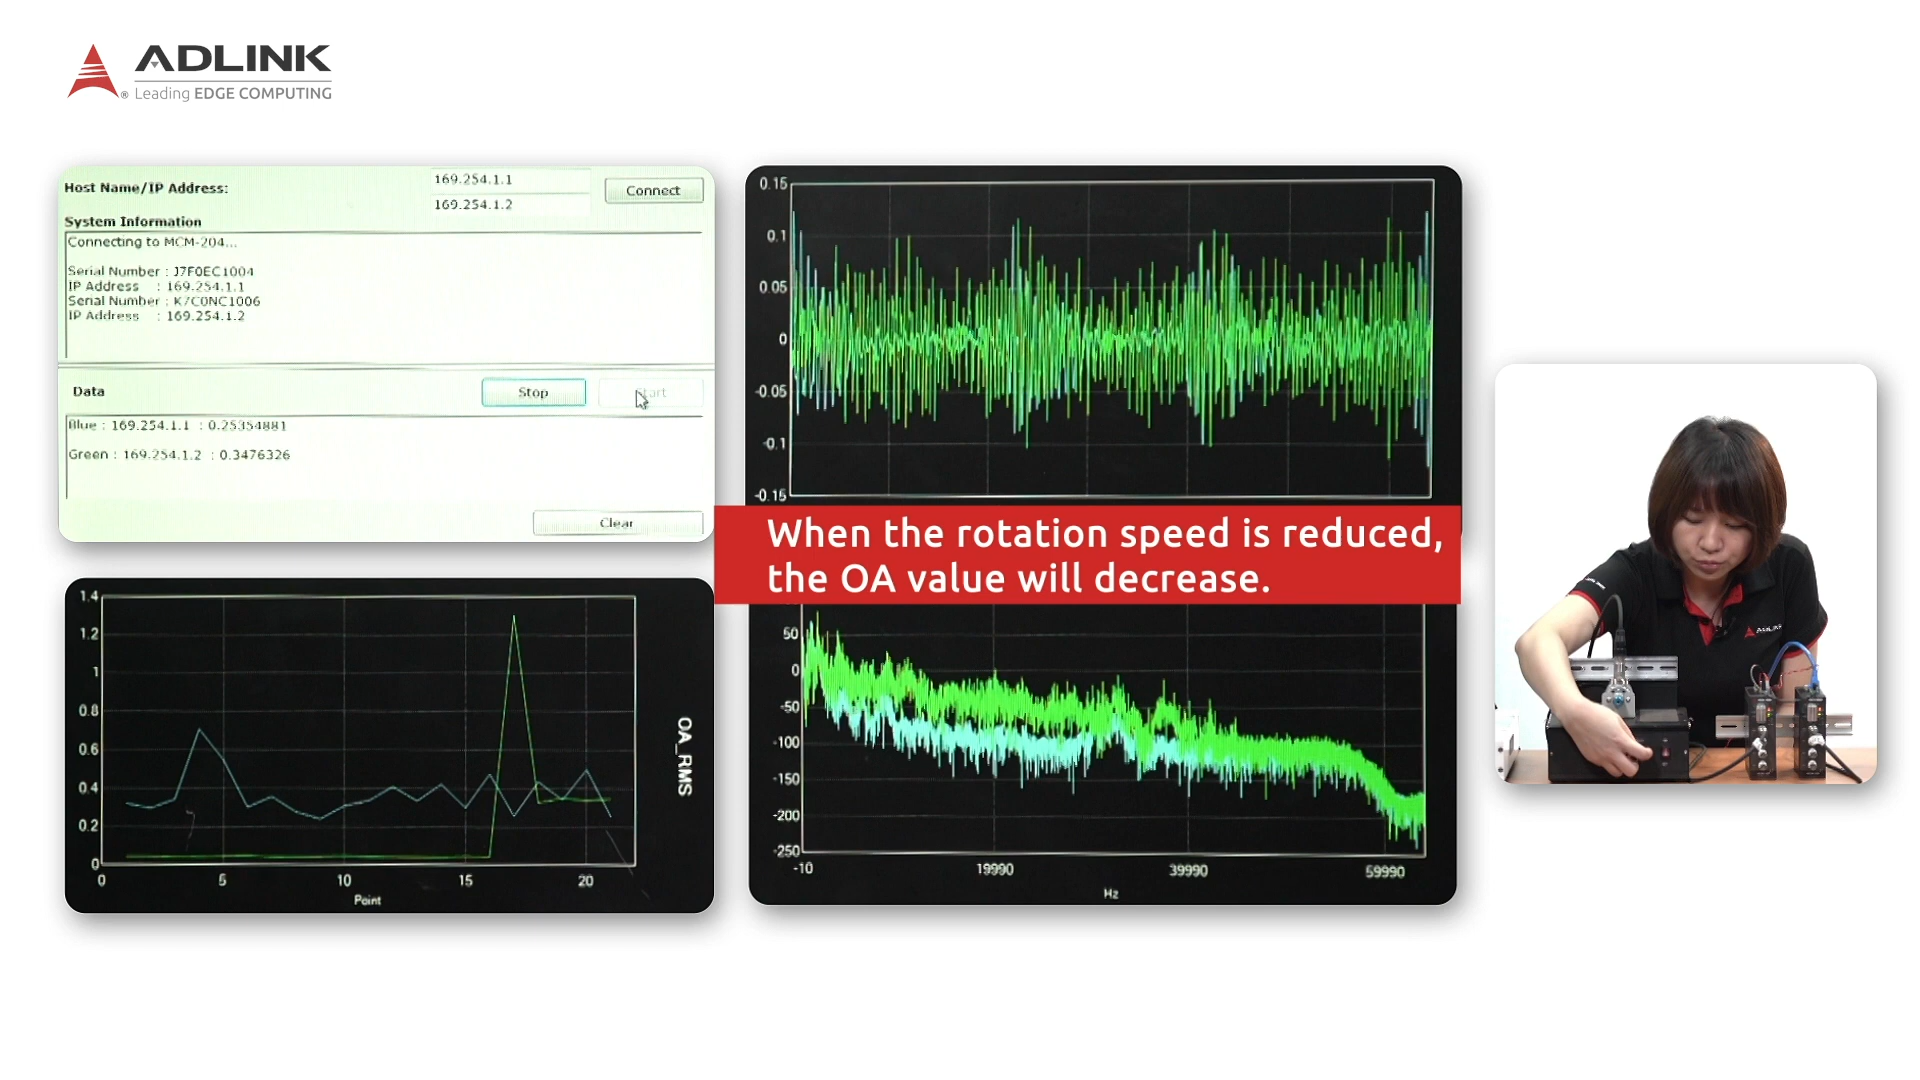 ADLINK
® Leading EDGE COMPUTING
Host Name/IP Address:
169.254.1.1
Connect
169.254.1.2
System Information
Connecting to MCM-204...
Serial Number : J7F0EC1004
IP Address : 169.254.1.1
Serial Number : K7C0NC1006
IP Address : 169.254.1.2
Data
Stop
Blue : 169.254.1.1 : 0.25354881
Green : 169.254.1.2 : 0.3476326
Clear
0.15
0.1
0.05
0
-0.05
-0.1
-0.15
When the rotation speed is reduced,
the OA value will decrease.
1.4
1.2
1
0.8
0.6
0.4
0.2
0
0 5 10 15 20
Point
OA_RMS
50
0
-50
-100
-150
-200
-250
-10 19990 39990 59990
Hz
ADLINK